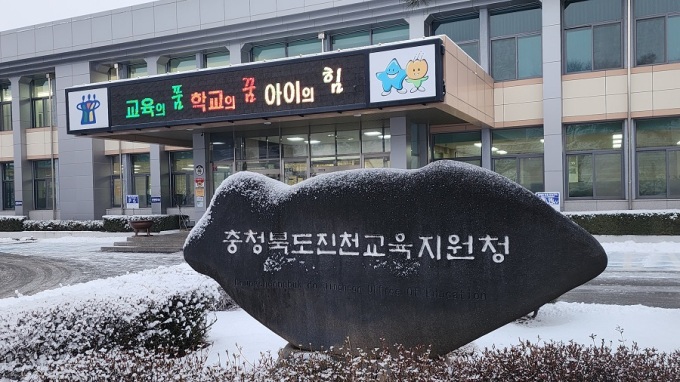 교육의 품 학교의 꿈 아이의 힘
충청북도진천교육지원청